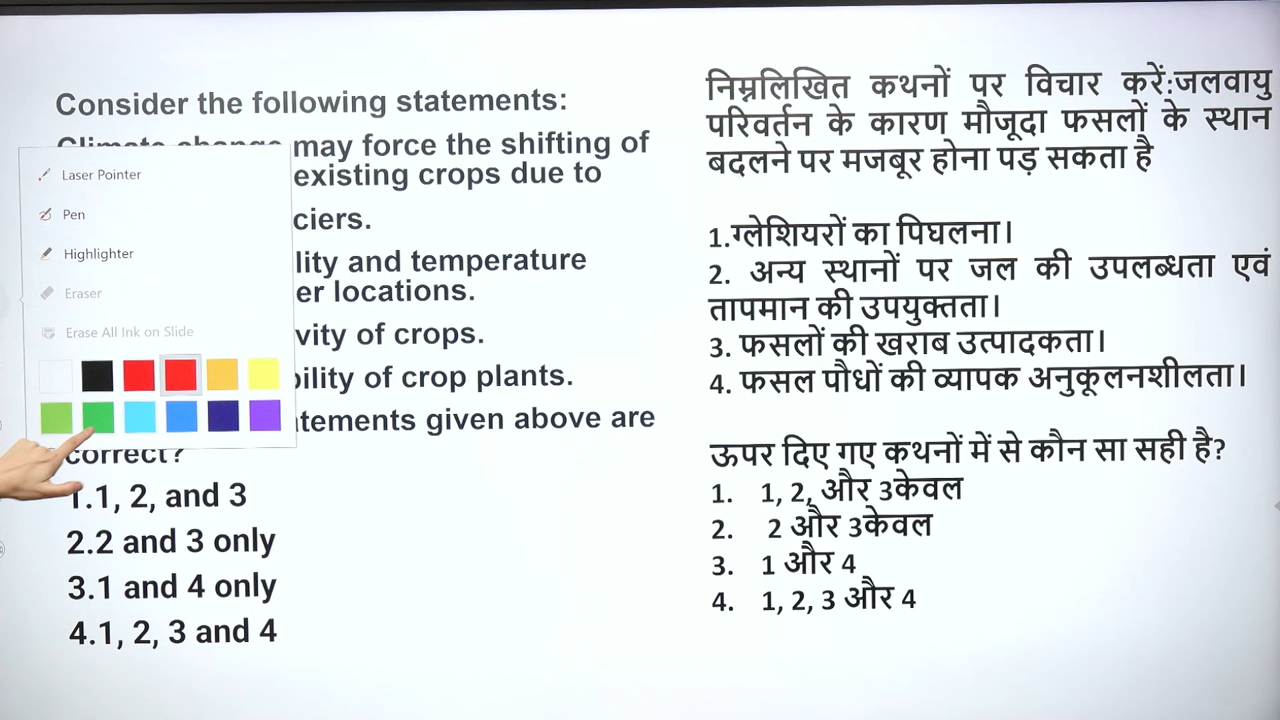 Consider the following statements:
may force the shifting of
existing crops due to
ciers.
lity and temperature
er locations.
vity of crops.
bility of crop plants.
tements given above are
correct?
1.1, 2, and 3
2.2 and 3 only
3.1 and 4 only
4.1, 2, 3 and 4
Laser Pointer
Pen
Highlighter
Eraser
Erase All Ink on Slide
निम्नलिखित कथनों पर विचार करें:जलवायु
परिवर्तन के कारण मौजूदा फसलों के स्थान
बदलने पर मजबूर होना पड़ सकता है
1.ग्लेशियरों का पिघलना।
2. अन्य स्थानों पर जल की उपलब्धता एवं
तापमान की उपयुक्तता।
3. फसलों की खराब उत्पादकता।
4. फसल पौधों की व्यापक अनुकूलनशीलता।
ऊपर दिए गए कथनों में से कौन सा सही है?
1. 1, 2, और 3केवल
2. 2 और 3केवल
3. 1 और 4
4. 1, 2, 3 और 4